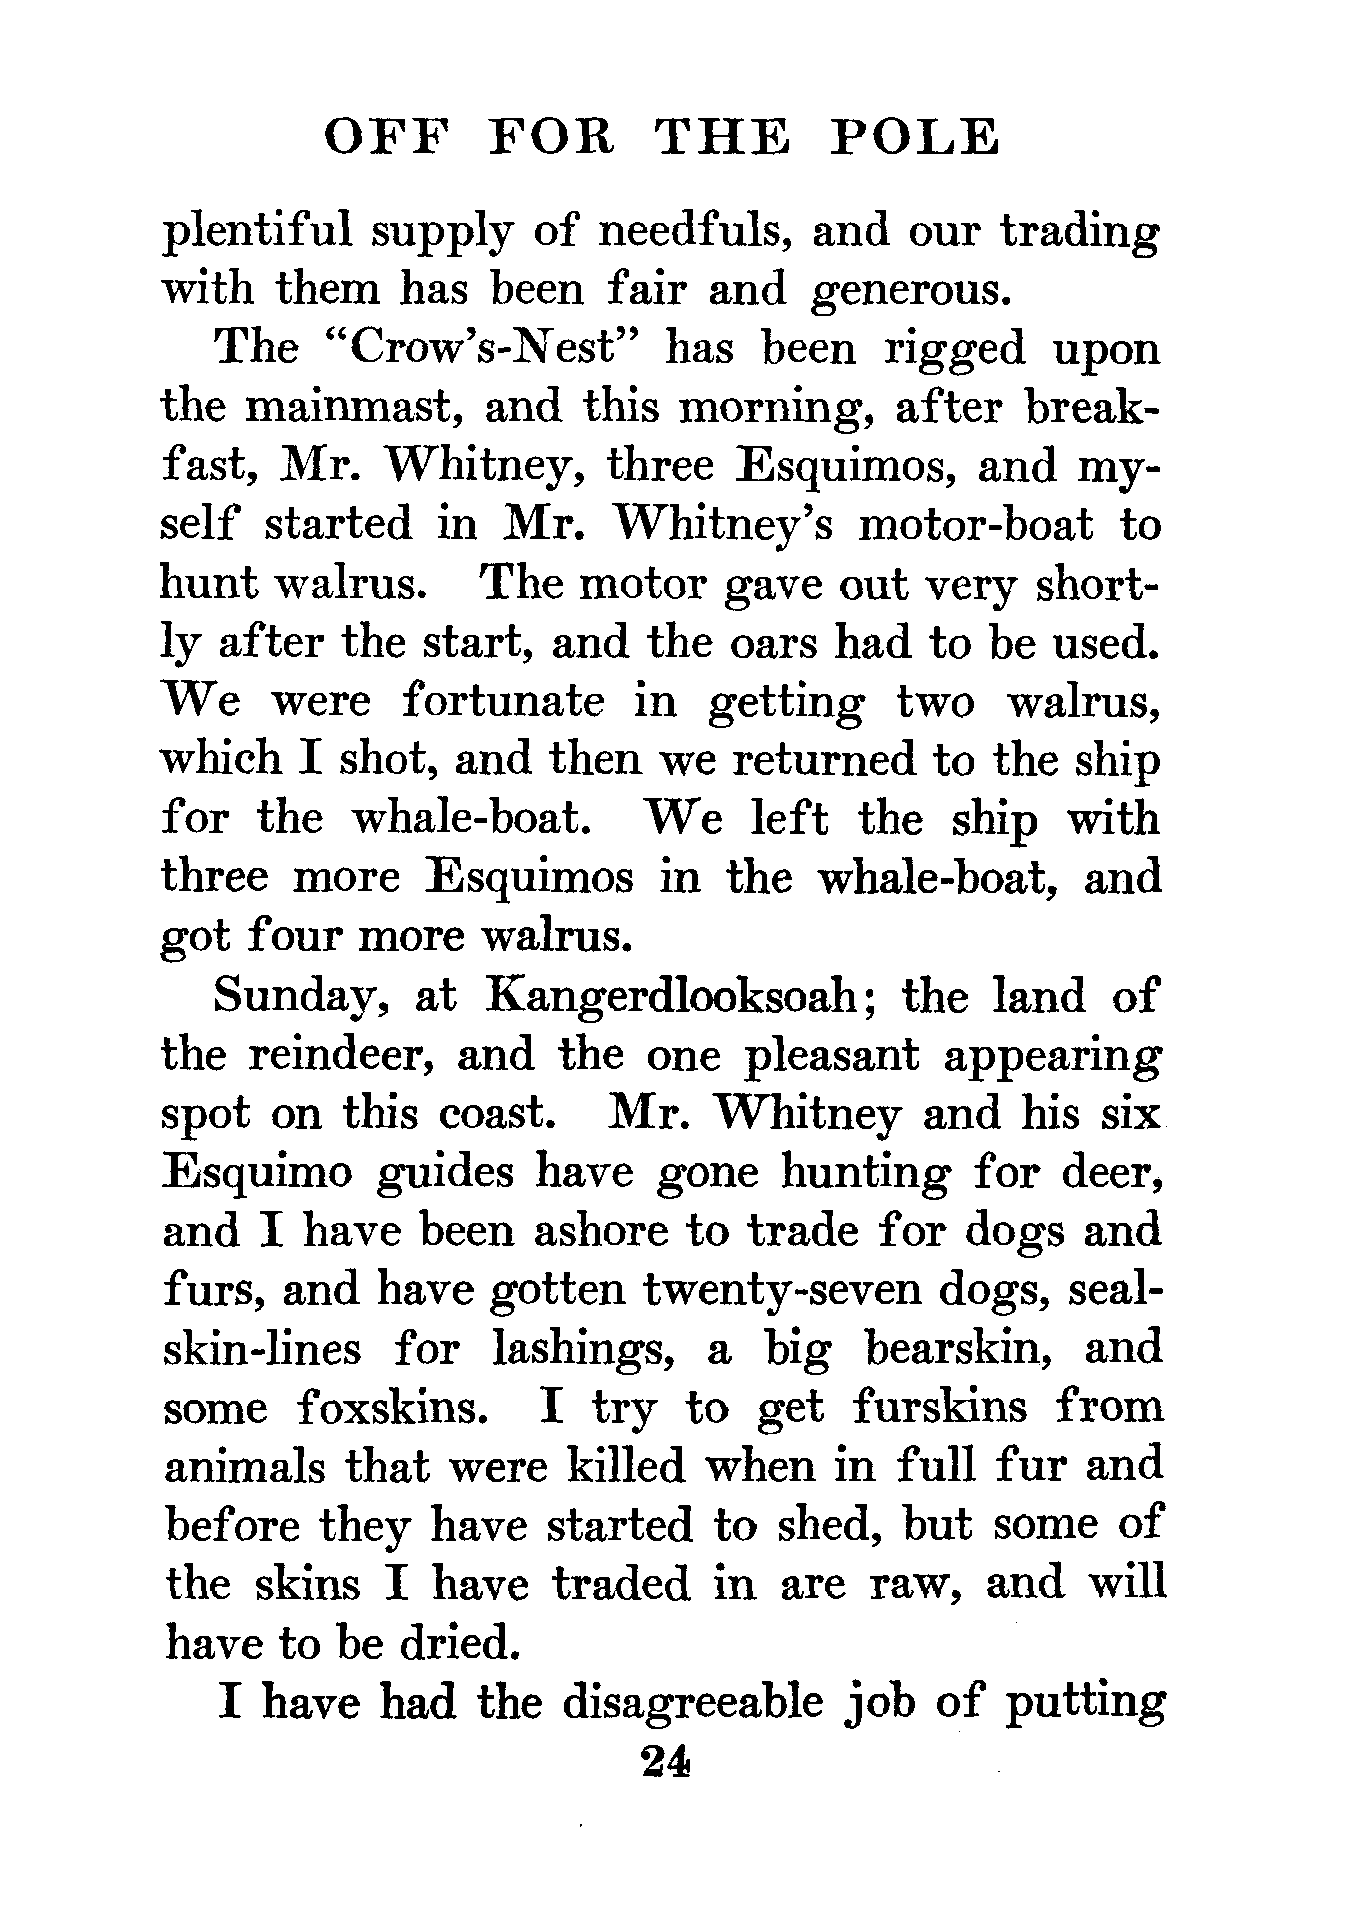 OFF FOR THE POLE
plentiful supply of needfuls, and our trading
with them has been fair and generous.
The “Crow’s-Nest” has been rigged upon
the mainmast, and this morning, after break-
fast, Mr. Whitney, three Esquimos, and my-
self started in Mr. Whitney’s motor-boat to
hunt walrus. The motor gave out very short-
ly after the start, and the oars had to be used.
We were fortunate in getting two walrus,
which I shot, and then we returned to the ship
for the whale-boat. We left the ship with
three more Esquimos in the whale-boat, and
got four more walrus.
Sunday, at Kangerdlooksoah; the land of
the reindeer, and the one pleasant appearing
spot on this coast. Mr. Whitney and his six
Esquimo guides have gone hunting for deer,
and I have been ashore to trade for dogs and
furs, and have gotten twenty-seven dogs, seal-
skin-lines for lashings, a big bearskin, and
some foxskins. I try to get furskins from
animals that were killed when in full fur and
before they have started to shed, but some of
the skins I have traded in are raw, and will
have to be dried.
I have had the disagreeable job of putting
24